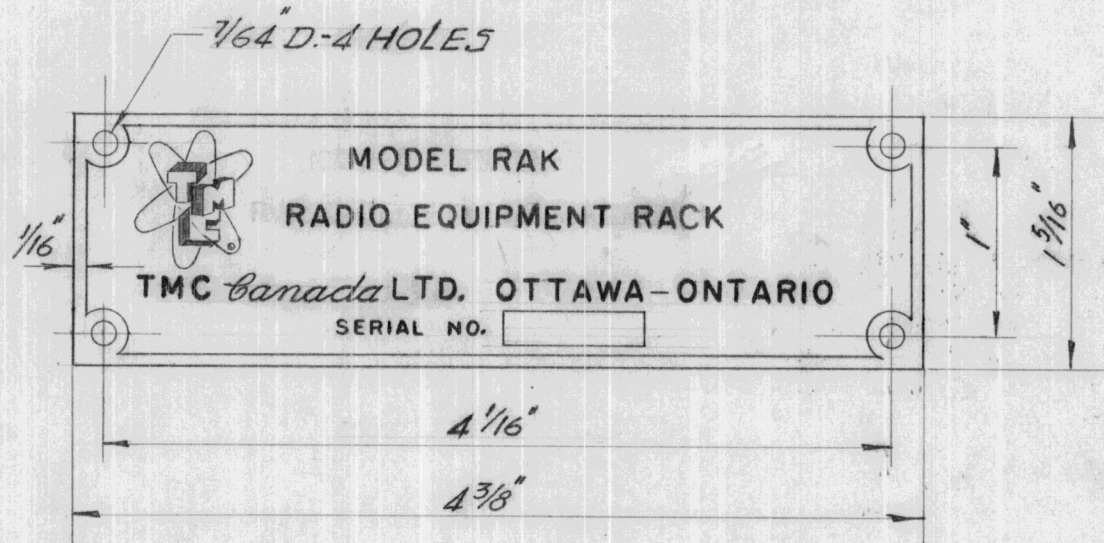 7/64" D.-4 HOLES
TMC
MODEL RAK
RADIO EQUIPMENT RACK
TMC Canada LTD. OTTAWA-ONTARIO
SERIAL NO.
1/16"
1"
1 5/16"
4 1/16"
4 3/8"